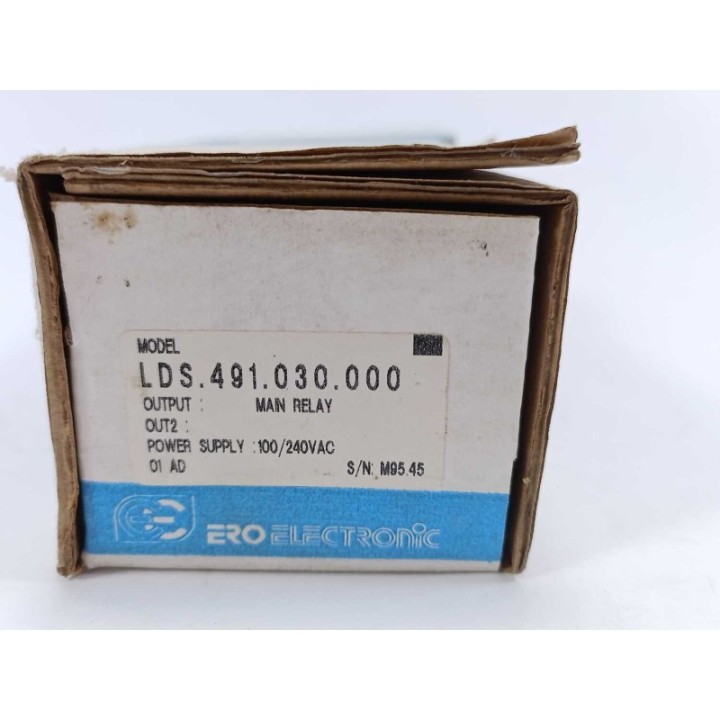 MODEL
LDS.491.030.000
OUTPUT : MAIN RELAY
OUT2 :
POWER SUPPLY :100/240VAC
01 AD S/N: M95.45
ERO ELECTRONIC